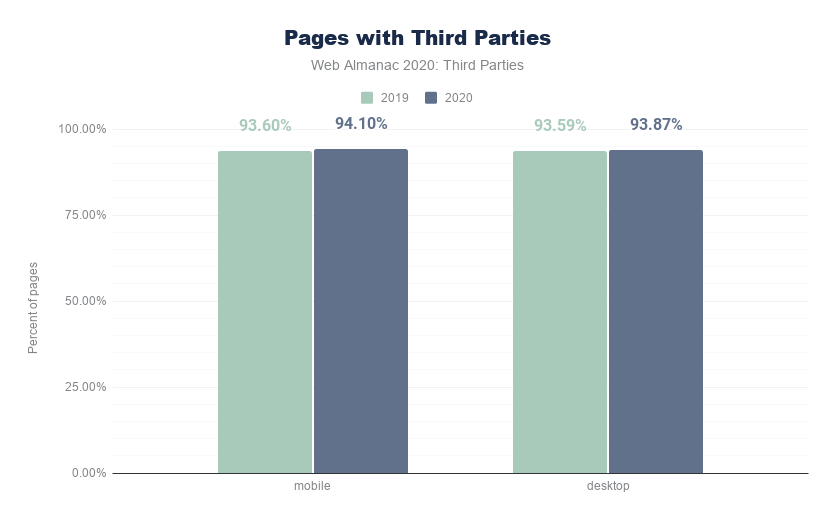 Pages with Third Parties
Web Almanac 2020: Third Parties
2019 2020
93.60% 94.10% 93.59% 93.87%
100.00%
75.00%
50.00%
25.00%
0.00%
Percent of pages
mobile desktop